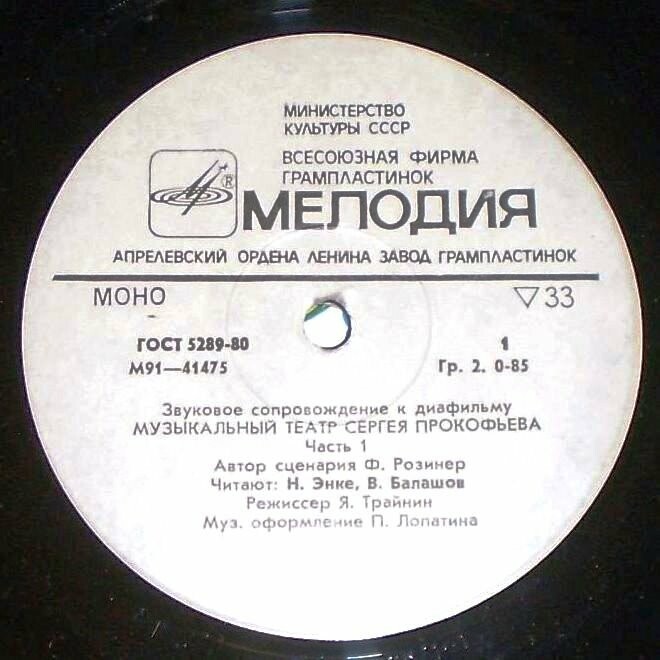 МИНИСТЕРСТВО
КУЛЬТУРЫ СССР
ВСЕСОЮЗНАЯ ФИРМА
ГРАМПЛАСТИНОК
® МЕЛОДИЯ
АПРЕЛЕВСКИЙ ОРДЕНА ЛЕНИНА ЗАВОД ГРАМПЛАСТИНОК
МОНО ▽ 33
ГОСТ 5289-80 1
М91—41475 Гр. 2. 0-85
Звуковое сопровождение к диафильму
МУЗЫКАЛЬНЫЙ ТЕАТР СЕРГЕЯ ПРОКОФЬЕВА
Часть 1
Автор сценария Ф. Розинер
Читают: Н. Энке, В. Балашов
Режиссер Я. Трайнин
Муз. оформление П. Лопатина